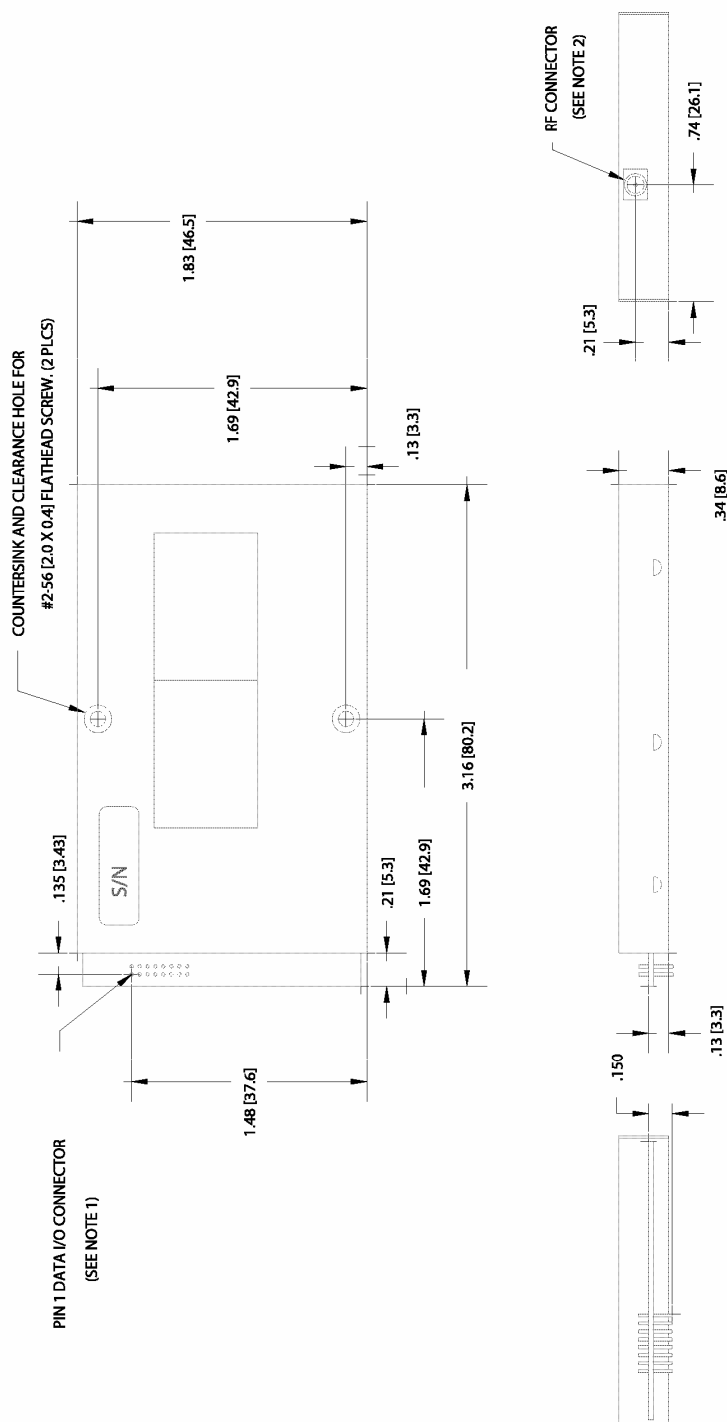 PIN 1 DATA I/O CONNECTOR
(SEE NOTE 1)
COUNTERSINK AND CLEARANCE HOLE FOR
#2-56 [2.0 X 0.4] FLATHEAD SCREW. (2 PLCS)
.135 [3.43]
S/N
1.48 [37.6]
.21 [5.3]
1.69 [42.9]
3.16 [80.2]
.13 [3.3]
1.69 [42.9]
1.83 [46.5]
RF CONNECTOR
(SEE NOTE 2)
.150
.13 [3.3]
.34 [8.6]
.21 [5.3]
.74 [26.1]